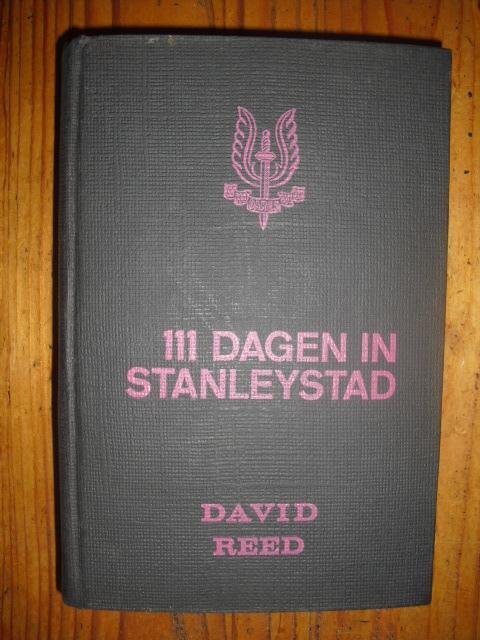 111 DAGEN IN
STANLEYSTAD
DAVID
REED